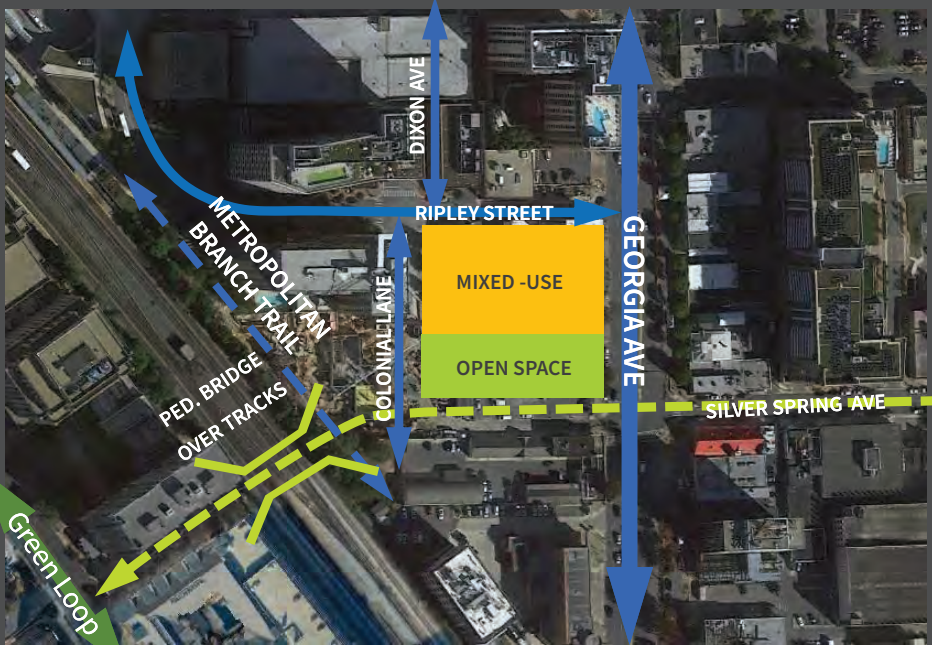 DIXON AVE
RIPLEY STREET
METROPOLITAN
BRANCH TRAIL
GEORGIA AVE
MIXED -USE
COLONIAL LANE
OPEN SPACE
PED. BRIDGE
OVER TRACKS
SILVER SPRING AVE
Green Loop